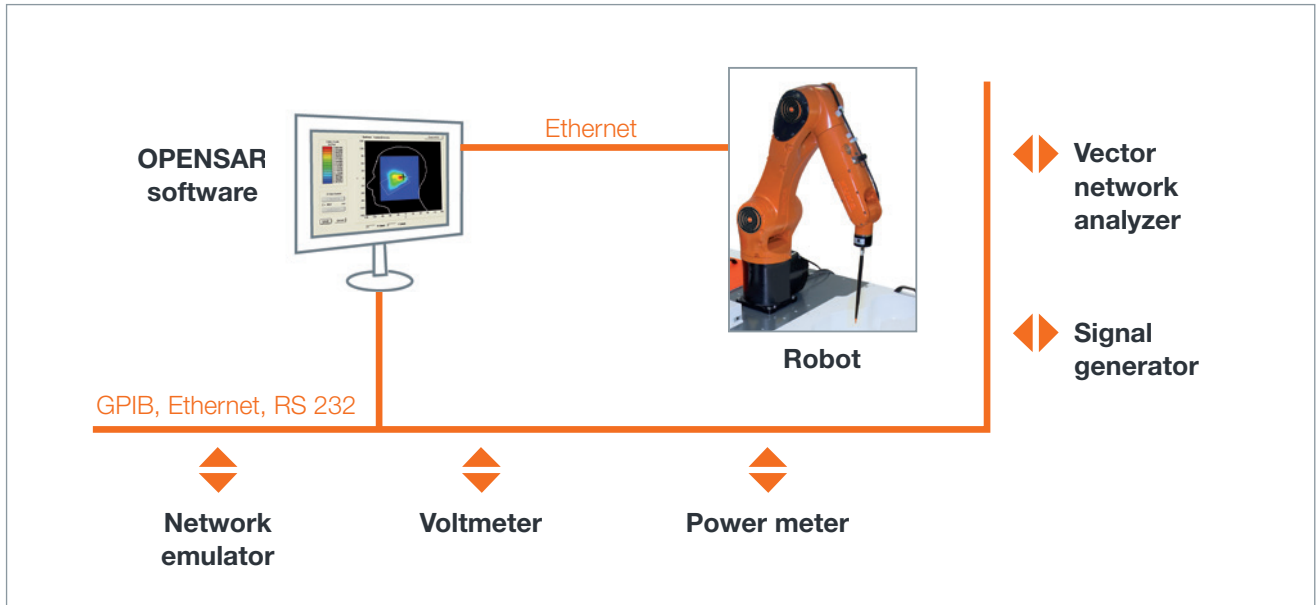 OPENSAR
software
Ethernet
Robot
Vector
network
analyzer
Signal
generator
GPIB, Ethernet, RS 232
Network
emulator
Voltmeter
Power meter